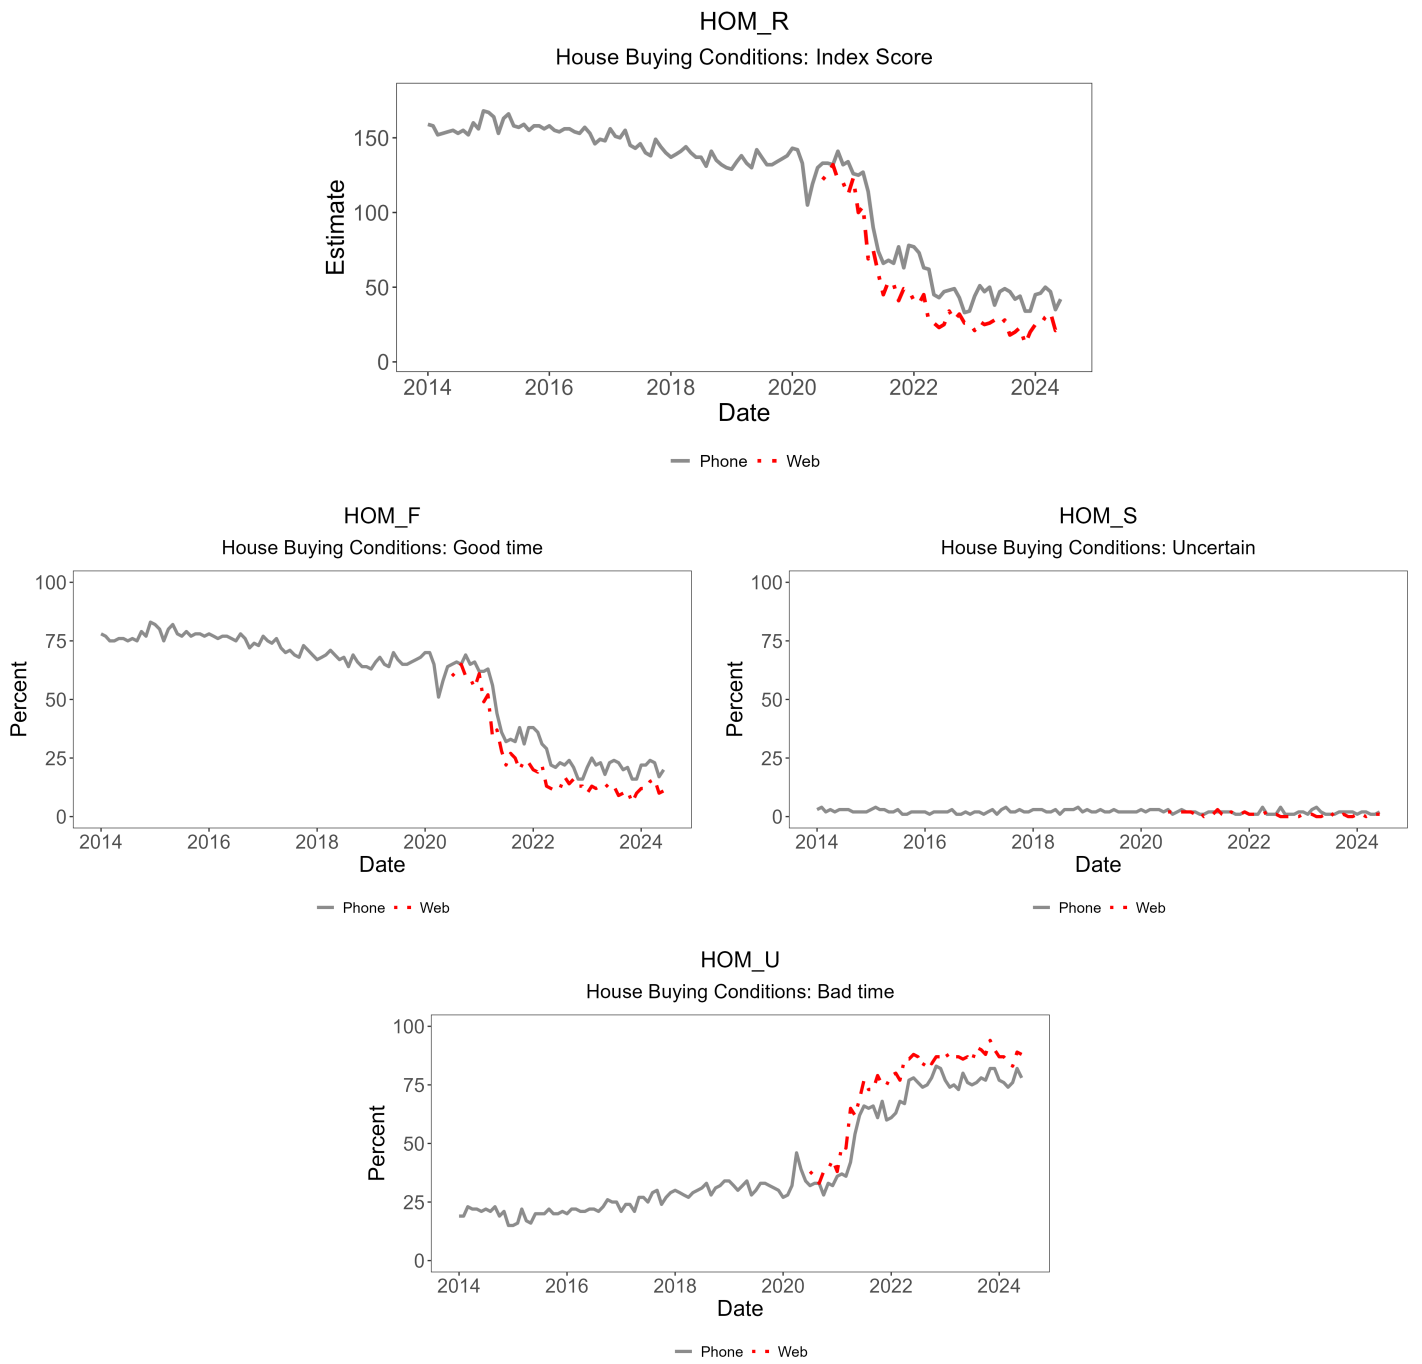 HOM_R
House Buying Conditions: Index Score
Estimate
150
100
50
0
2014 2016 2018 2020 2022 2024
Date
Phone Web
HOM_F
House Buying Conditions: Good time
Percent
100
75
50
25
0
2014 2016 2018 2020 2022 2024
Date
Phone Web
HOM_S
House Buying Conditions: Uncertain
Percent
100
75
50
25
0
2014 2016 2018 2020 2022 2024
Date
Phone Web
HOM_U
House Buying Conditions: Bad time
Percent
100
75
50
25
0
2014 2016 2018 2020 2022 2024
Date
Phone Web